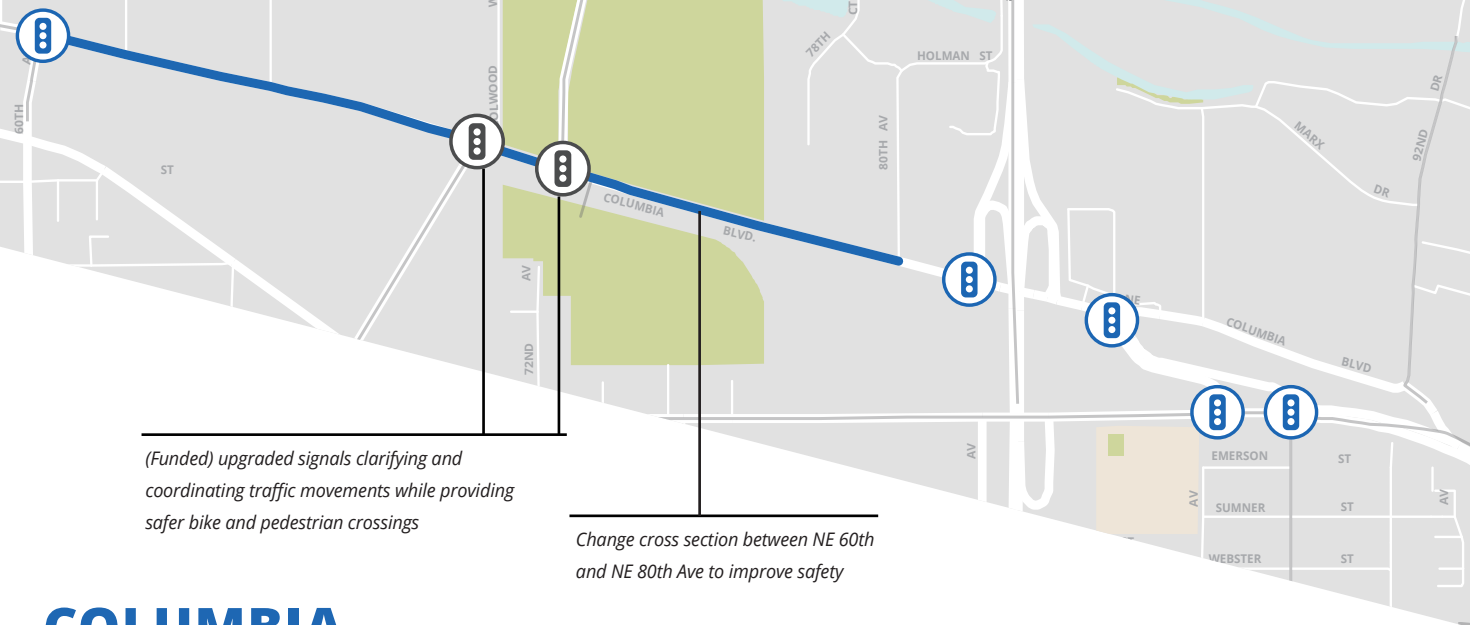 78TH
CT
HOLMAN ST
DR
60TH
80TH AV
MARX
92ND
ST
DR
COLUMBIA
BLVD.
NE
AV
COLUMBIA
72ND
BLVD
(Funded) upgraded signals clarifying and
coordinating traffic movements while providing
safer bike and pedestrian crossings
AV
EMERSON ST
AV
AV
SUMNER ST
Change cross section between NE 60th
and NE 80th Ave to improve safety
WEBSTER ST
COLUMBIA